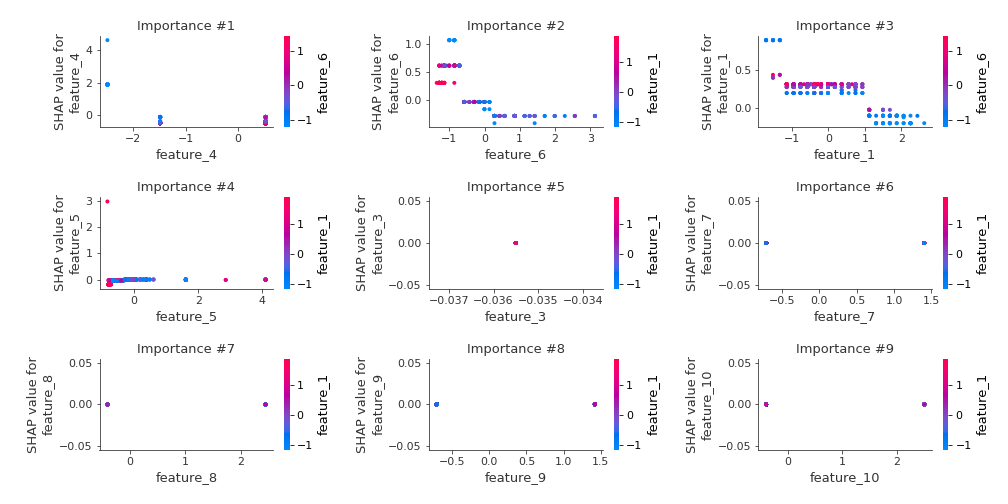 Importance #1
SHAP value for
feature_4
4
2
0
−2
−1
0
feature_4
1
0
−1
feature_6
Importance #2
SHAP value for
feature_6
1.0
0.5
0.0
−1
0
1
2
3
feature_6
1
0
−1
feature_1
Importance #3
SHAP value for
feature_1
0.5
0.0
−1
0
1
2
feature_1
1
0
−1
feature_6
Importance #4
SHAP value for
feature_5
3
2
1
0
0
2
4
feature_5
1
0
−1
feature_1
Importance #5
SHAP value for
feature_3
0.05
0.00
−0.05
−0.037
−0.036
−0.035
−0.034
feature_3
1
0
−1
feature_1
Importance #6
SHAP value for
feature_7
0.05
0.00
−0.05
−0.5
0.0
0.5
1.0
1.5
feature_7
1
0
−1
feature_1
Importance #7
SHAP value for
feature_8
0.05
0.00
−0.05
0
1
2
feature_8
1
0
−1
feature_1
Importance #8
SHAP value for
feature_9
0.05
0.00
−0.05
−0.5
0.0
0.5
1.0
1.5
feature_9
1
0
−1
feature_1
Importance #9
SHAP value for
feature_10
0.05
0.00
−0.05
0
1
2
feature_10
1
0
−1
feature_1